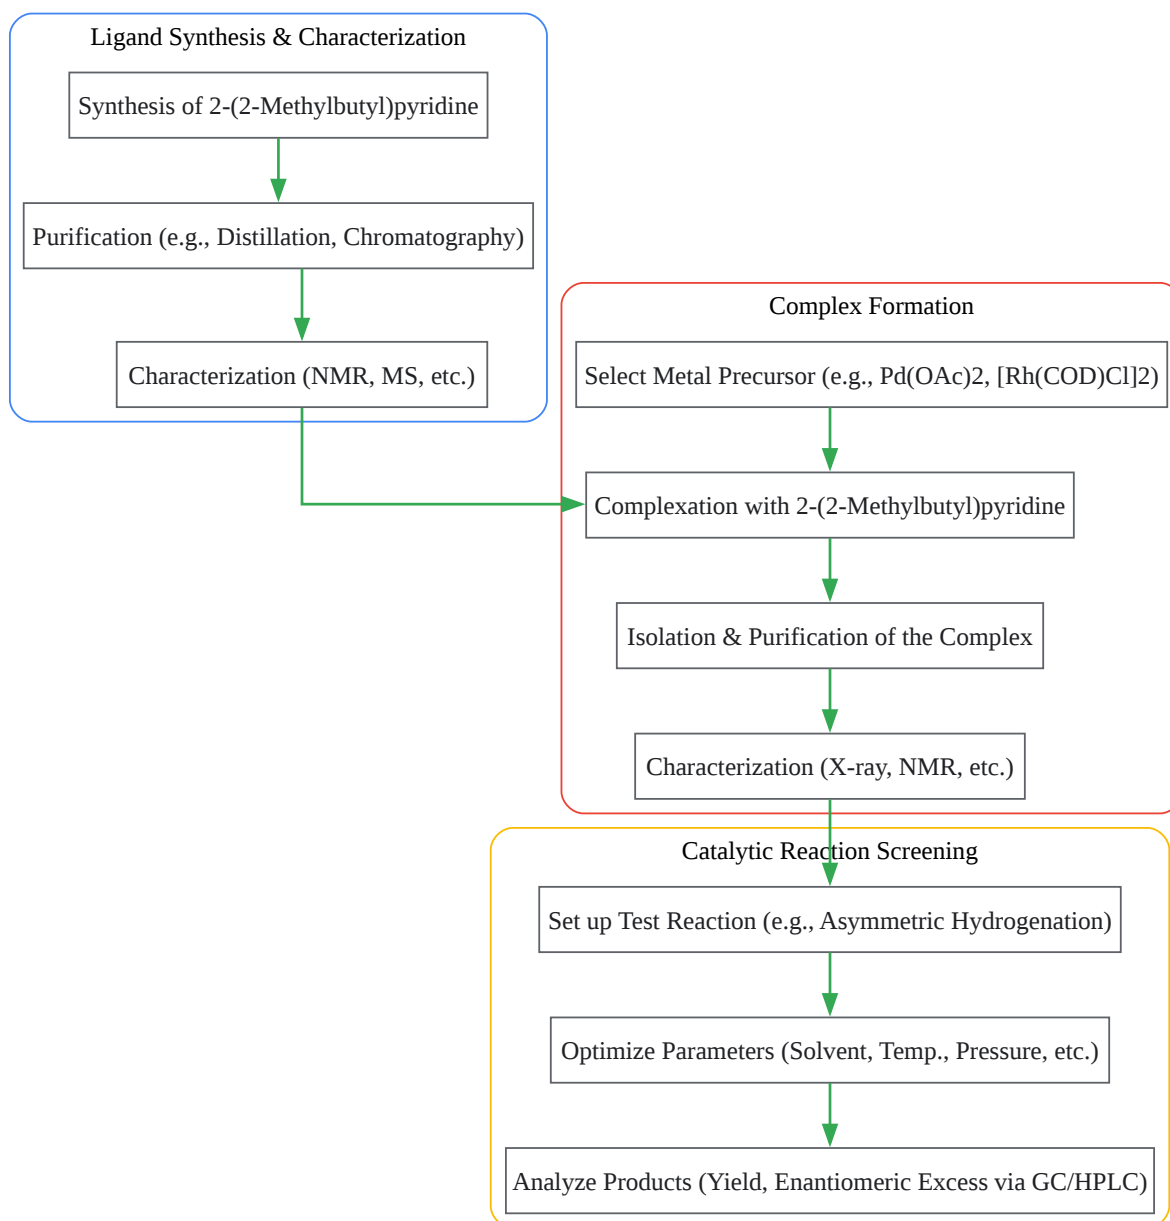 Ligand Synthesis & Characterization
Synthesis of 2-(2-Methylbutyl)pyridine
Purification (e.g., Distillation, Chromatography)
Characterization (NMR, MS, etc.)
Complex Formation
Select Metal Precursor (e.g., Pd(OAc)2, [Rh(COD)Cl]2)
Complexation with 2-(2-Methylbutyl)pyridine
Isolation & Purification of the Complex
Characterization (X-ray, NMR, etc.)
Catalytic Reaction Screening
Set up Test Reaction (e.g., Asymmetric Hydrogenation)
Optimize Parameters (Solvent, Temp., Pressure, etc.)
Analyze Products (Yield, Enantiomeric Excess via GC/HPLC)